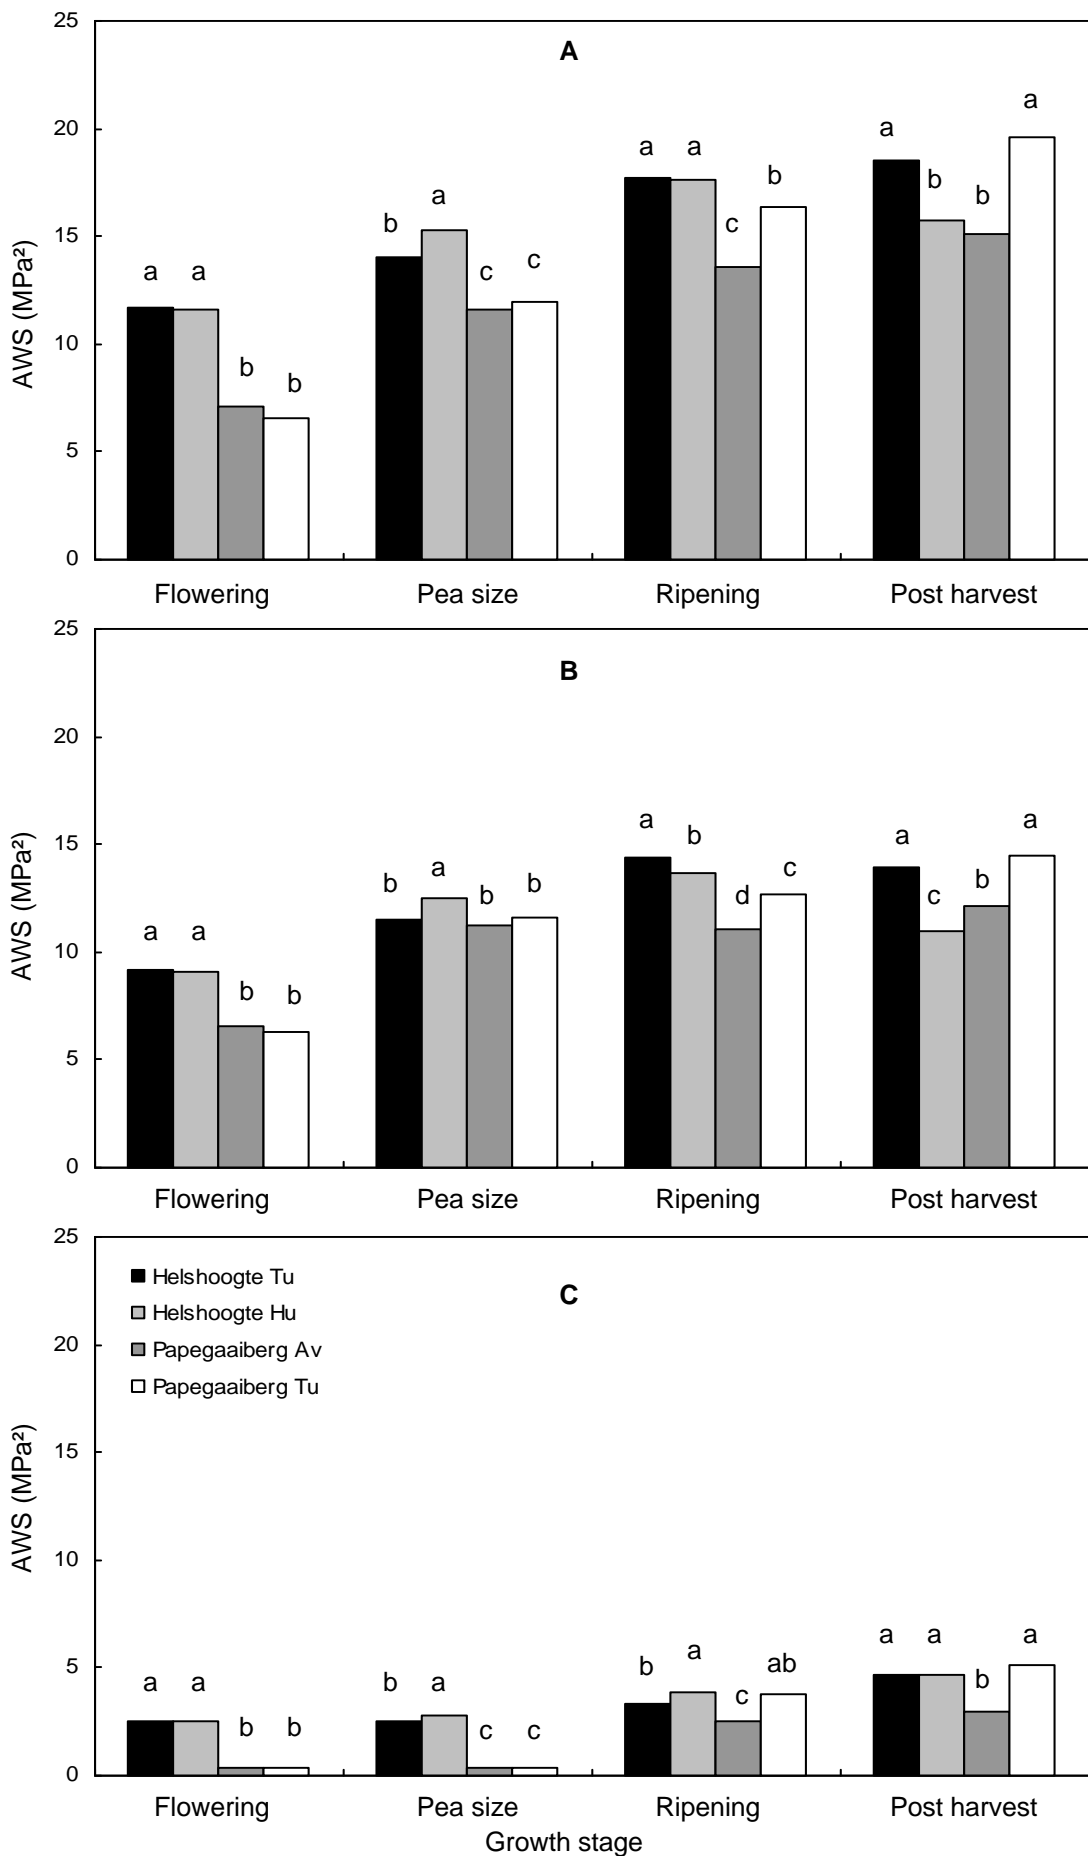 A
25
20
15
10
5
0
AWS (MPa²)
a a b b
b a c c
a a c b
a b b a
Flowering Pea size Ripening Post harvest
B
25
20
15
10
5
0
AWS (MPa²)
a a b b
b a b b
a b d c
a c b a
Flowering Pea size Ripening Post harvest
C
25
20
15
10
5
0
AWS (MPa²)
Helshoogte Tu
Helshoogte Hu
Papegaaiberg Av
Papegaaiberg Tu
a a b b
b a c c
b a c ab
a a b a
Flowering Pea size Ripening Post harvest
Growth stage